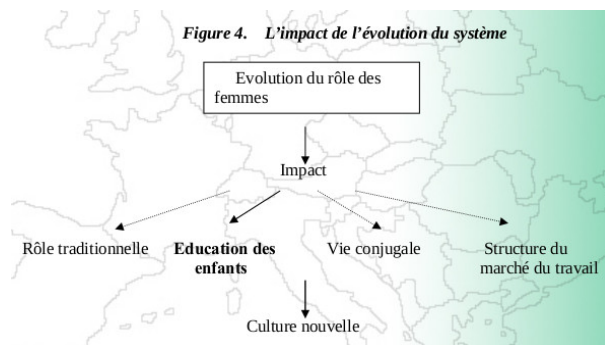 Figure 4. L'impact de l'évolution du système
Evolution du rôle des
femmes
Impact
Rôle traditionnelle
Education des
enfants
Vie conjugale
Structure du
marché du travail
Culture nouvelle